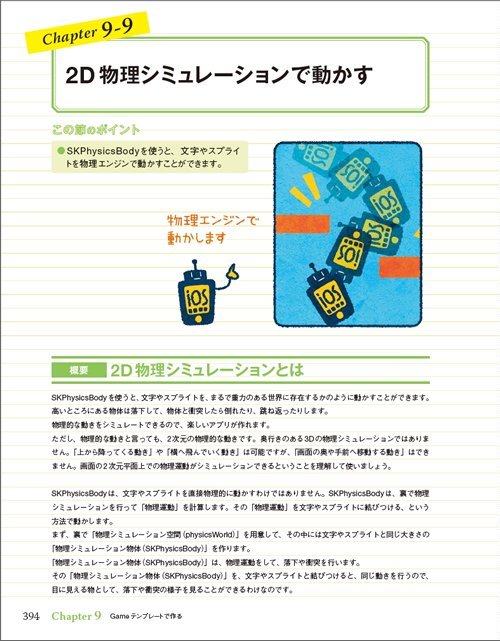 Chapter 9-9
2D 物理シミュレーションで動かす
この節のポイント
●SKPhysicsBodyを使うと、文字やスプライ
トを物理エンジンで動かすことができます。
物理エンジンで
動かします
iOS
iOS
iOS
iOS
iOS
iOS
概要 2D 物理シミュレーションとは
SKPhysicsBodyを使うと、文字やスプライトを、まるで重力のある世界に存在するかのように動かすことができます。
高いところにある物体は落下して、物体と衝突したら倒れたり、跳ね返ったりします。
物理的な動きをシミュレートできるので、楽しいアプリが作れます。
ただし、物理的な動きと言っても、2次元の物理的な動きです。奥行きのある3Dの物理シミュレーションではありま
せん。「上から降ってくる動き」や「横へ飛んでいく動き」は可能ですが、「画面の奥や手前へ移動する動き」はでき
ません。画面の2次元平面上での物理運動がシミュレーションできるということを理解して使いましょう。
SKPhysicsBodyは、文字やスプライトを直接物理的に動かすわけではありません。SKPhysicsBodyは、裏で物理
シミュレーションを行って「物理運動」を計算します。その「物理運動」を文字やスプライトに結びつける、という
方法で動かします。
まず、裏で「物理シミュレーション空間（physicsWorld）」を用意して、その中には文字やスプライトと同じ大きさの
「物理シミュレーション物体（SKPhysicsBody）」を作ります。
「物理シミュレーション物体（SKPhysicsBody）」は、物理運動をして、落下や衝突を行います。
その「物理シミュレーション物体（SKPhysicsBody）」を、文字やスプライトと結びつけると、同じ動きを行うので、
目に見える物として、落下や衝突の様子を見ることができるわけなのです。
394 Chapter 9 Gameテンプレートで作る